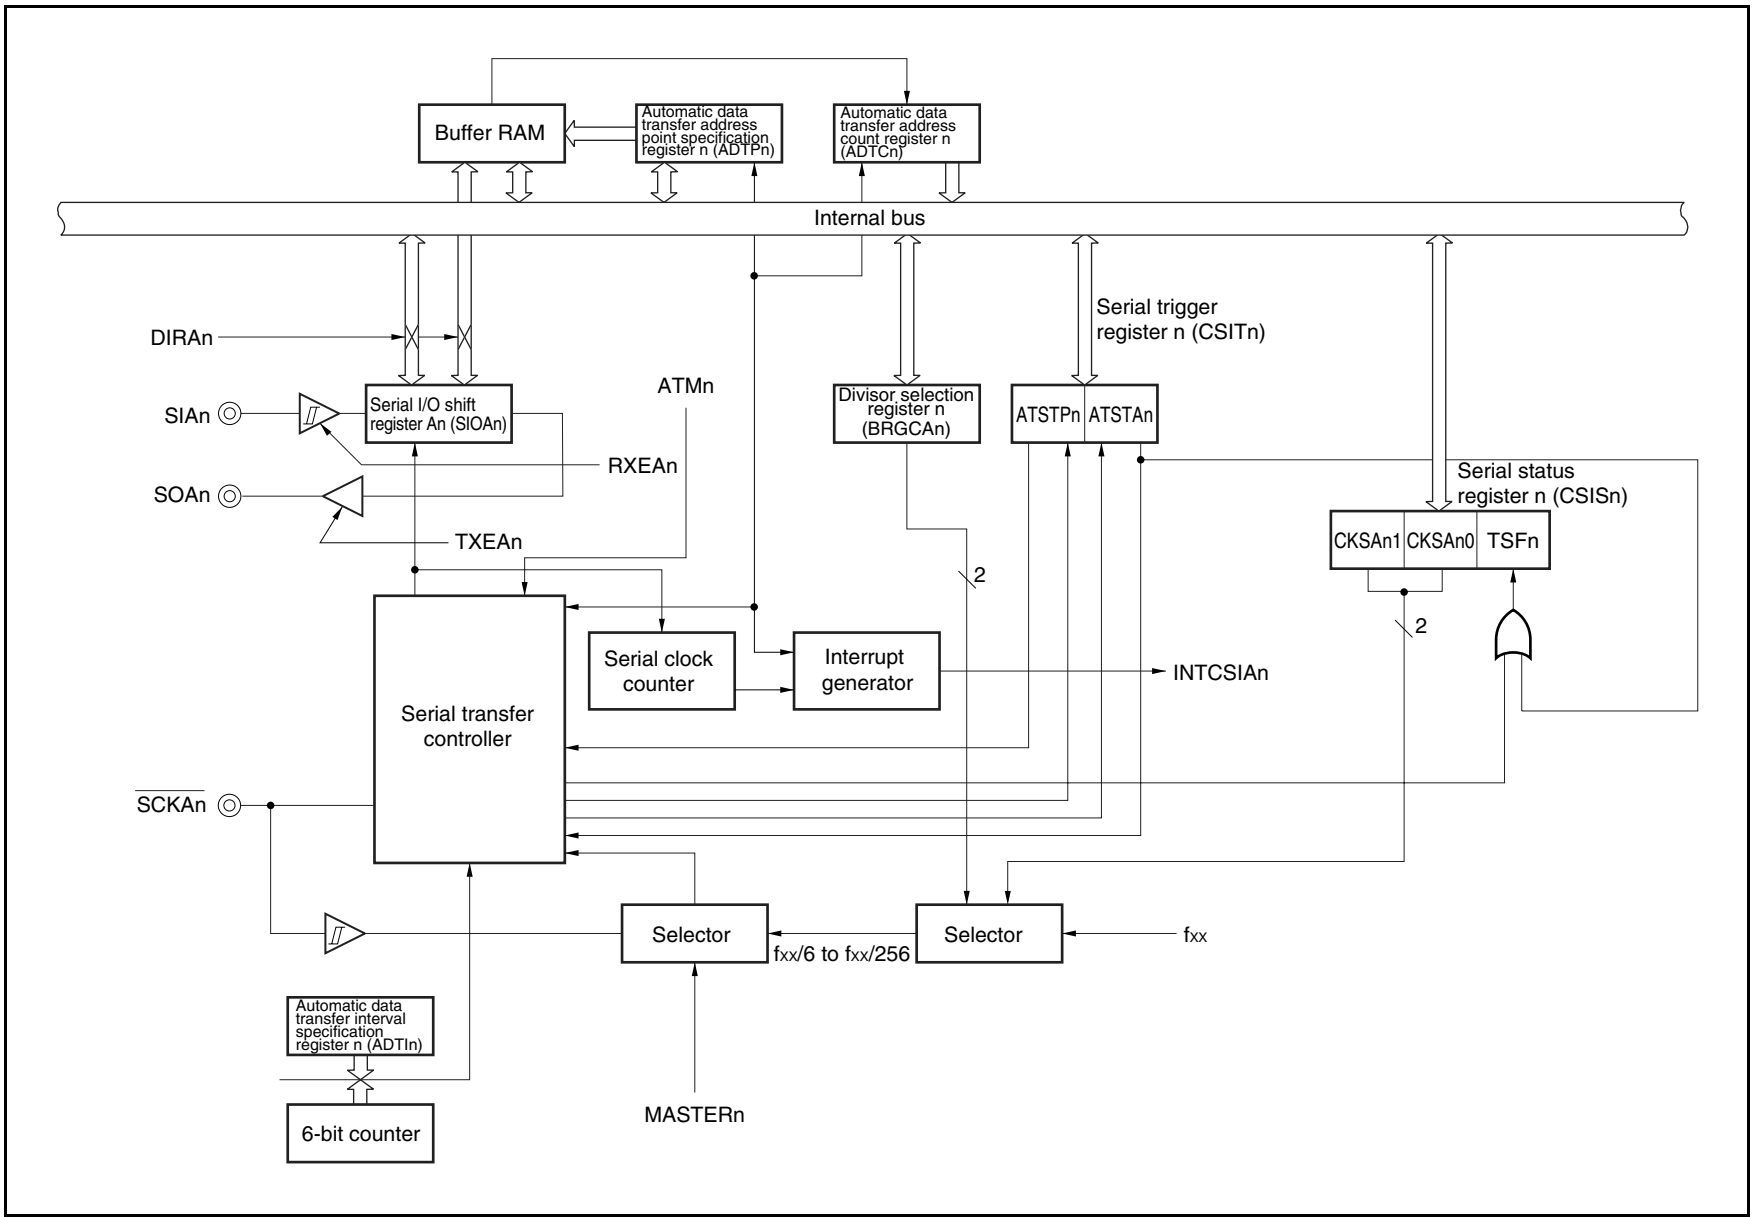 Buffer RAM
Automatic data
transfer address
point specification
register n (ADTPn)
Automatic data
transfer address
count register n
(ADTCn)
Internal bus
DIRAn
Serial trigger
register n (CSITn)
SIAn
Serial I/O shift
register An (SIOAn)
ATMn
Divisor selection
register n
(BRGCAn)
ATSTPn
ATSTAn
RXEAn
SOAn
TXEAn
Serial status
register n (CSISn)
CKSAn1
CKSAn0
TSFn
2
2
Serial clock
counter
Interrupt
generator
INTCSIAn
Serial transfer
controller
SCKAn
Selector
fxx/6 to fxx/256
Selector
fxx
Automatic data
transfer interval
specification
register n (ADTIn)
MASTERn
6-bit counter